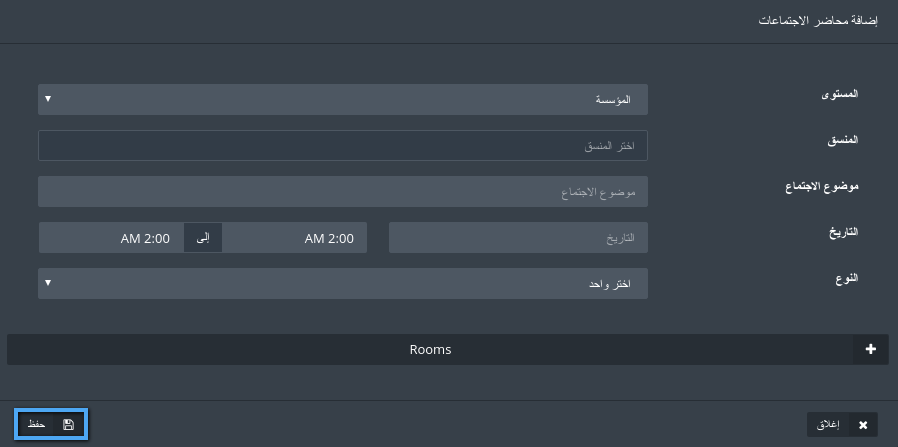 إضافة محاضر الاجتماعات
المستوى
المؤسسة
المنسق
اختر المنسق
موضوع الاجتماع
موضوع الاجتماع
التاريخ
التاريخ
2:00 AM إلى 2:00 AM
النوع
اختر واحد
Rooms
إغلاق
حفظ